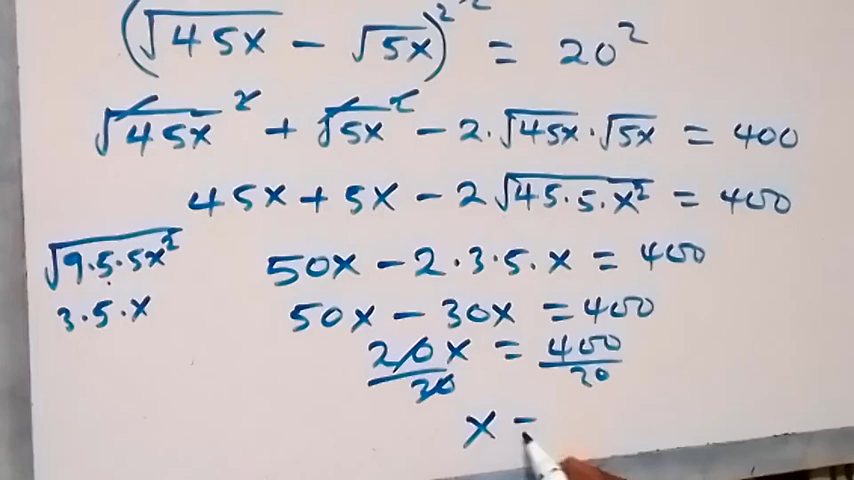 (√45x − √5x)² = 20²
√45x² + √5x² − 2·√45x·√5x = 400
45x + 5x − 2√45·5·x² = 400
√9·5·5x² 50x − 2·3·5·x = 400
3·5·x 50x − 30x = 400
20x/20 = 400/20
x =